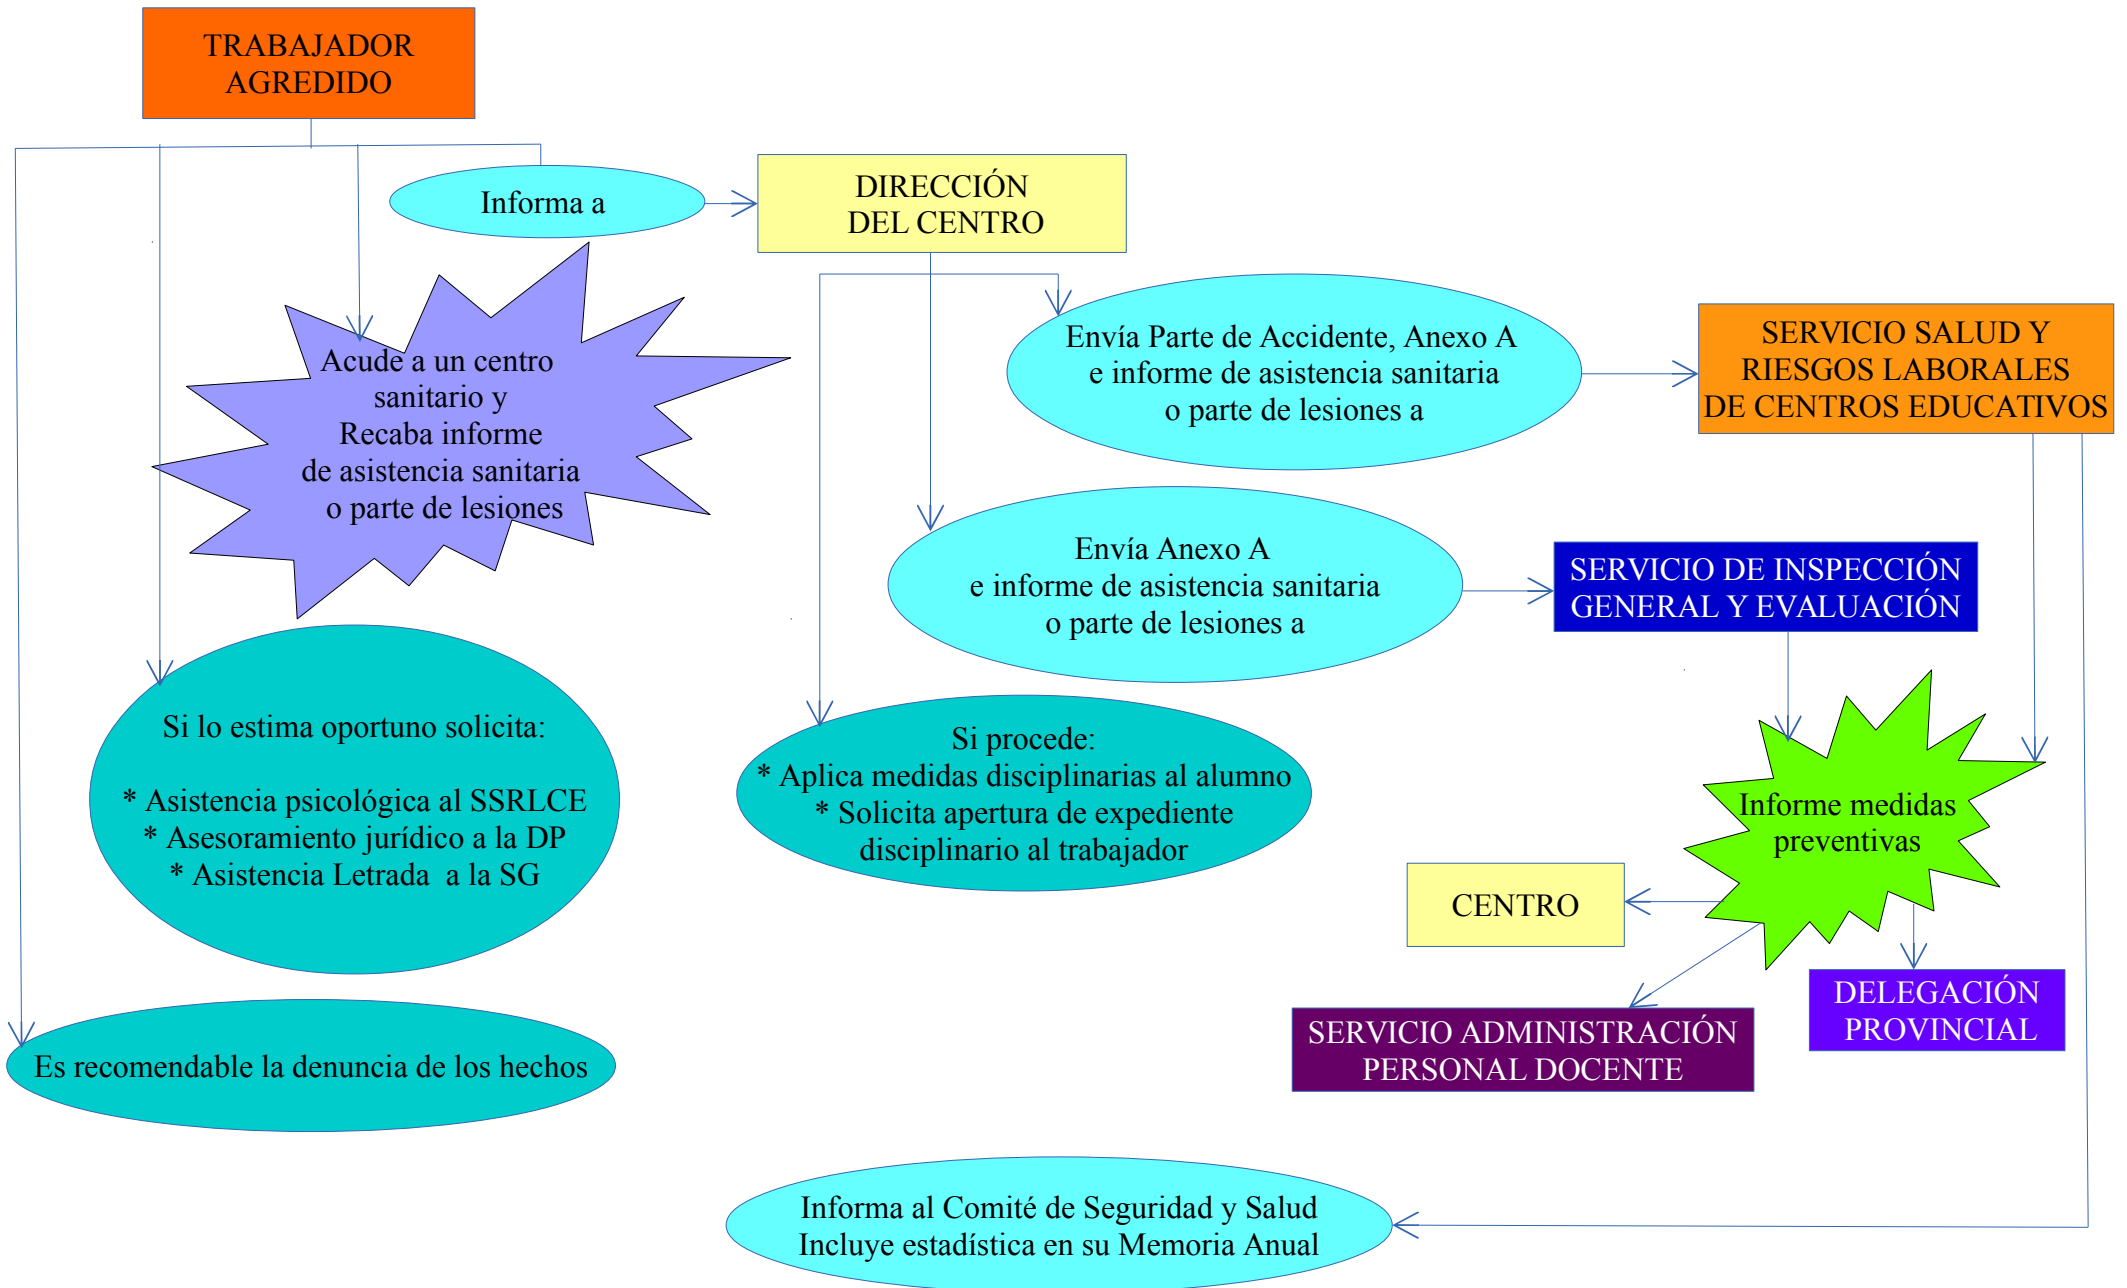 TRABAJADOR
AGREDIDO
Informa a
DIRECCIÓN
DEL CENTRO
Acude a un centro
sanitario y
Recaba informe
de asistencia sanitaria
o parte de lesiones
Envía Parte de Accidente, Anexo A
e informe de asistencia sanitaria
o parte de lesiones a
SERVICIO SALUD Y
RIESGOS LABORALES
DE CENTROS EDUCATIVOS
Envía Anexo A
e informe de asistencia sanitaria
o parte de lesiones a
SERVICIO DE INSPECCIÓN
GENERAL Y EVALUACIÓN
Si lo estima oportuno solicita:
* Asistencia psicológica al SSRLCE
* Asesoramiento jurídico a la DP
* Asistencia Letrada a la SG
Si procede:
* Aplica medidas disciplinarias al alumno
* Solicita apertura de expediente
disciplinario al trabajador
Informe medidas
preventivas
CENTRO
SERVICIO ADMINISTRACIÓN
PERSONAL DOCENTE
DELEGACIÓN
PROVINCIAL
Es recomendable la denuncia de los hechos
Informa al Comité de Seguridad y Salud
Incluye estadística en su Memoria Anual